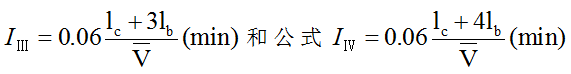 I_III = 0.06 (l_c + 3l_b) / V̅ (min) 和公式 I_IV = 0.06 (l_c + 4l_b) / V̅ (min)